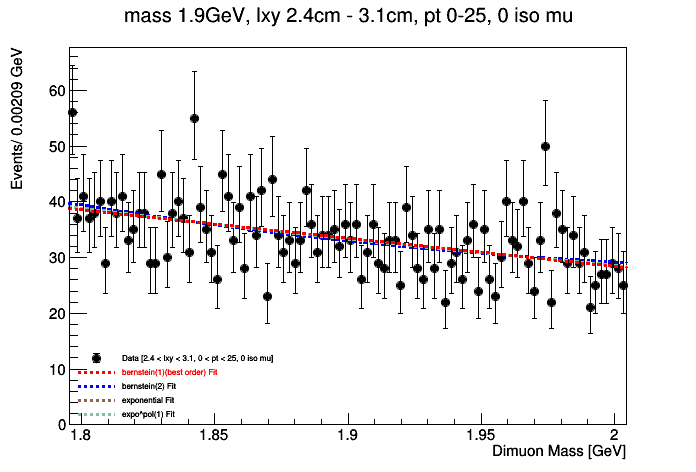 mass 1.9GeV, lxy 2.4cm - 3.1cm, pt 0-25, 0 iso mu
Events/ 0.00209 GeV
60
50
40
30
20
10
0
Data [2.4 < lxy < 3.1, 0 < pt < 25, 0 iso mu]
bernstein(1)(best order) Fit
bernstein(2) Fit
exponential Fit
expo*pol(1) Fit
1.8 1.85 1.9 1.95 2
Dimuon Mass [GeV]